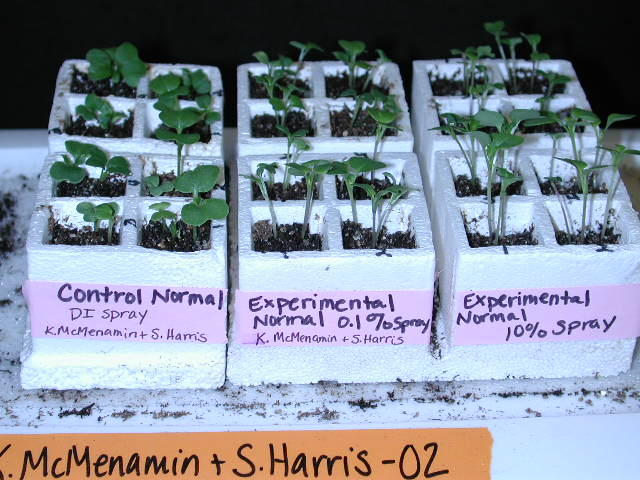 Control Normal
DI spray
K.McMenamin + S.Harris
Experimental
Normal 0.1% spray
K. McMenamin + S. Harris
Experimental
Normal
10% spray
K.McMenamin + S.Harris -02